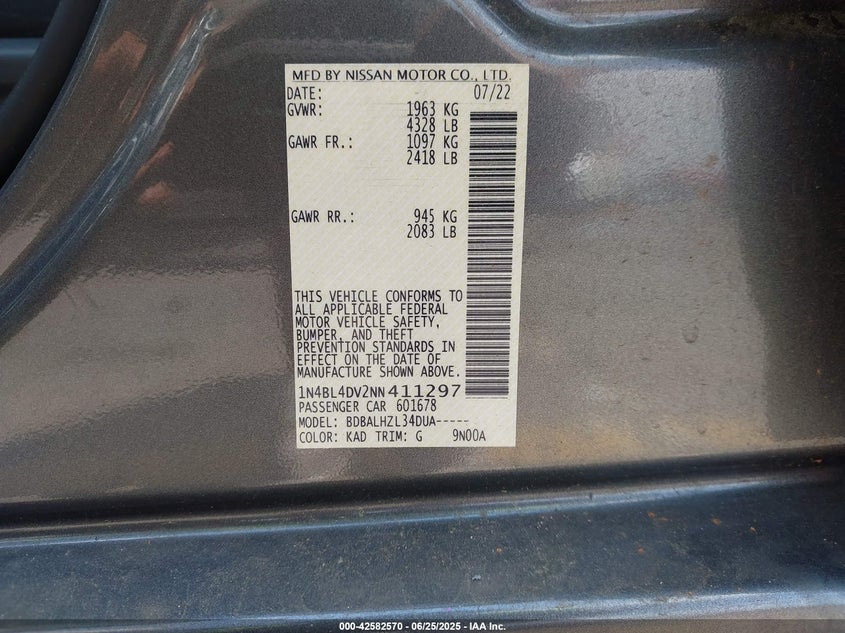 MFD BY NISSAN MOTOR CO., LTD.
DATE: 07/22
GVWR: 1963 KG
4328 LB
GAWR FR.: 1097 KG
2418 LB
GAWR RR.: 945 KG
2083 LB
THIS VEHICLE CONFORMS TO
ALL APPLICABLE FEDERAL
MOTOR VEHICLE SAFETY,
BUMPER, AND THEFT
PREVENTION STANDARDS IN
EFFECT ON THE DATE OF
MANUFACTURE SHOWN ABOVE.
1N4BL4DV2NN411297
PASSENGER CAR 601678
MODEL: BDBALHZL34DUA-----
COLOR: KAD TRIM: G 9N00A
000-42582570 - 06/25/2025 - IAA Inc.